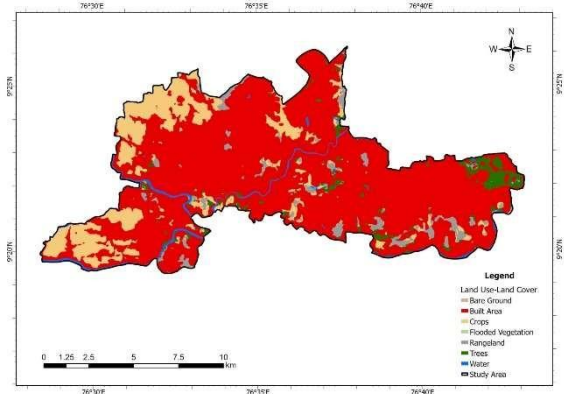 76°30'E 76°35'E 76°40'E
N
W E
S
9°25'N 9°25'N
9°20'N 9°20'N
Legend
Land Use-Land Cover
Bare Ground
Built Area
Crops
Flooded Vegetation
Rangeland
Trees
Water
Study Area
0 1.25 2.5 5 7.5 10
km
76°30'E 76°35'E 76°40'E